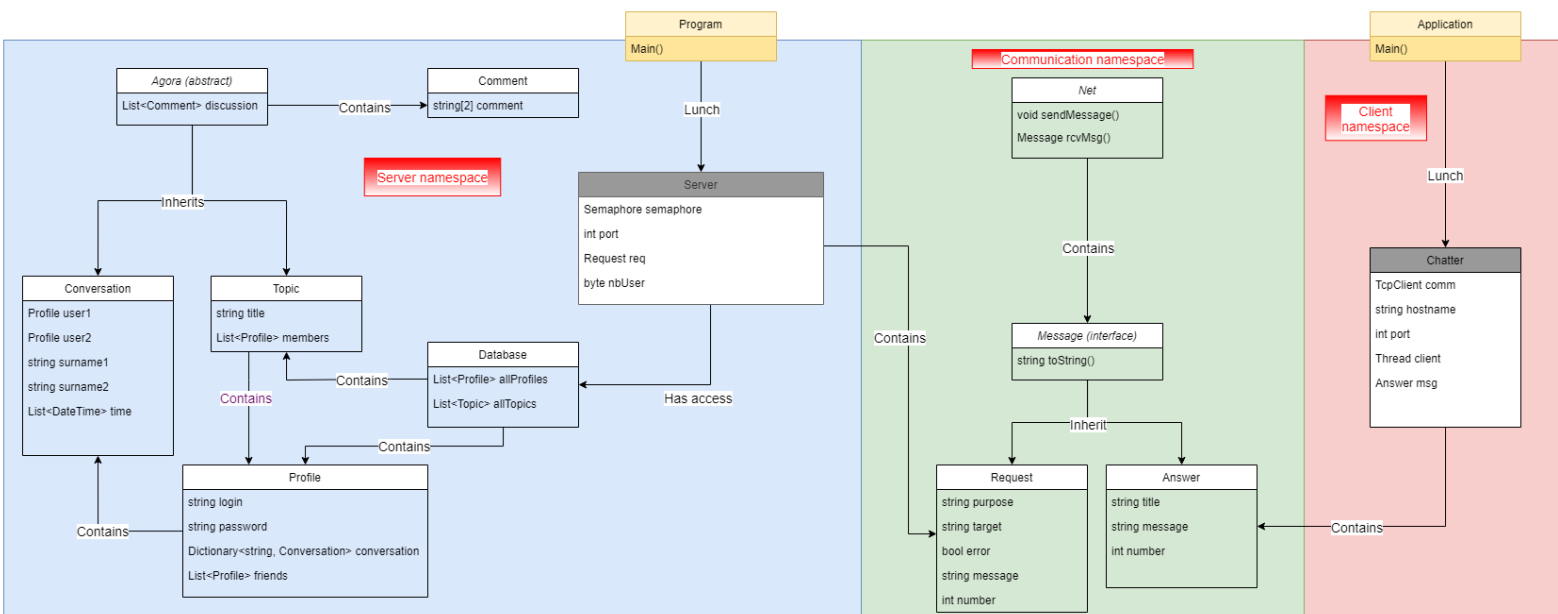 Program
Main()
Application
Main()
Communication namespace
Agora (abstract)
List<Comment> discussion
Contains
Comment
string[2] comment
Lunch
Net
void sendMessage()
Message rcvMsg()
Client
namespace
Server namespace
Inherits
Server
Semaphore semaphore
int port
Request req
byte nbUser
Lunch
Contains
Chatter
TcpClient comm
string hostname
int port
Thread client
Answer msg
Conversation
Profile user1
Profile user2
string surname1
string surname2
List<DateTime> time
Topic
string title
List<Profile> members
Contains
Message (interface)
string toString()
Database
List<Profile> allProfiles
List<Topic> allTopics
Contains
Has access
Contains
Contains
Inherit
Profile
string login
string password
Dictionary<string, Conversation> conversation
List<Profile> friends
Contains
Request
string purpose
string target
bool error
string message
int number
Answer
string title
string message
int number
Contains